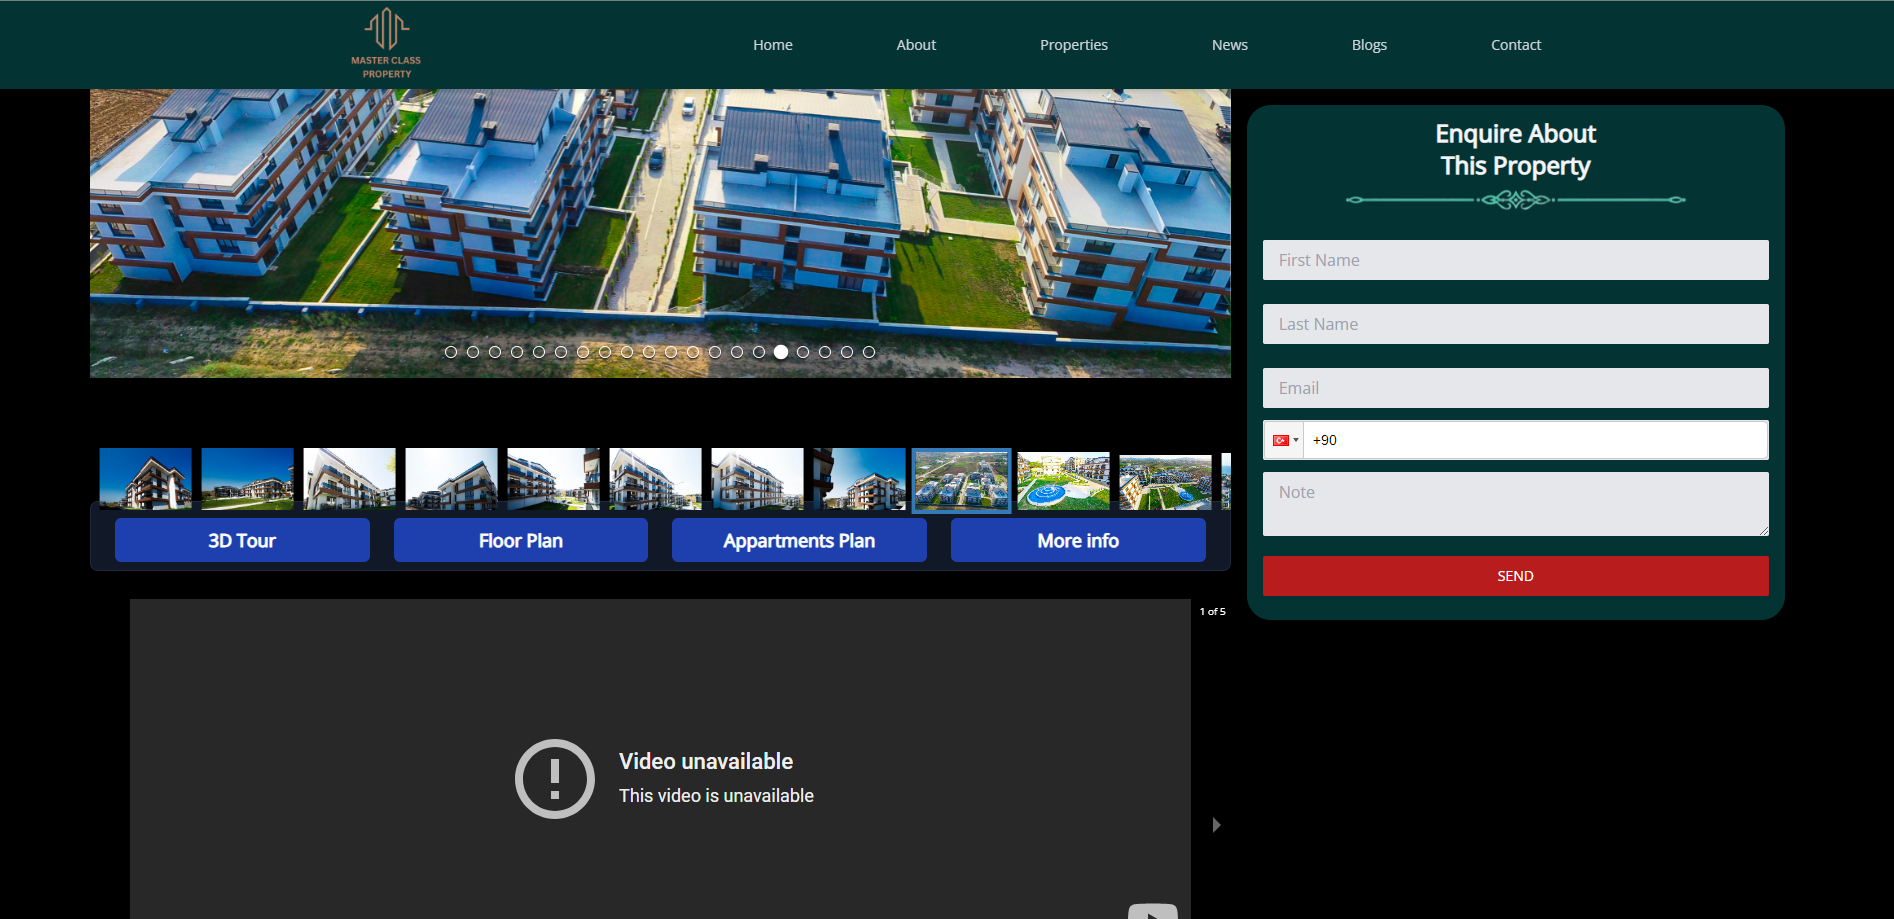 MASTER CLASS
PROPERTY
Home
About
Properties
News
Blogs
Contact
Enquire About
This Property
First Name
Last Name
Email
+90
Note
SEND
3D Tour
Floor Plan
Appartments Plan
More info
1 of 5
Video unavailable
This video is unavailable